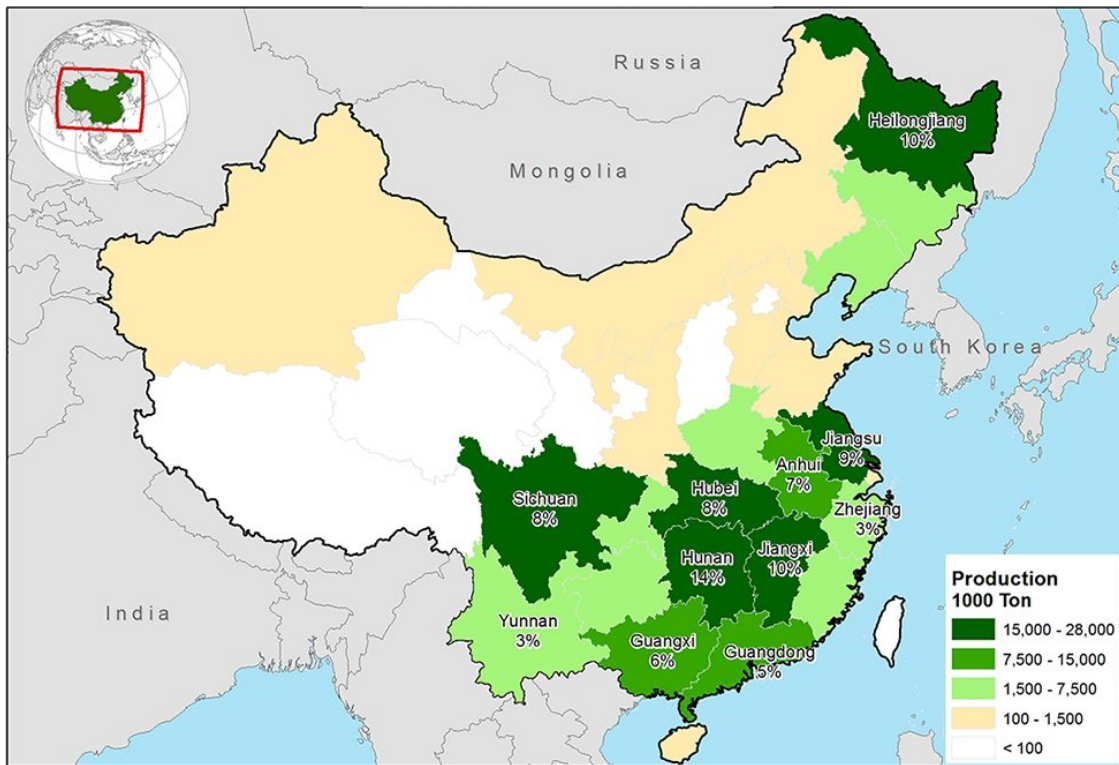 Russia
Mongolia
Heilongjiang
10%
South Korea
Jiangsu
9%
Anhui
7%
Zhejiang
3%
Sichuan
8%
Hubei
8%
Hunan
14%
Jiangxi
10%
India
Yunnan
3%
Guangxi
6%
Guangdong
5%
Production
1000 Ton
15,000 - 28,000
7,500 - 15,000
1,500 - 7,500
100 - 1,500
< 100